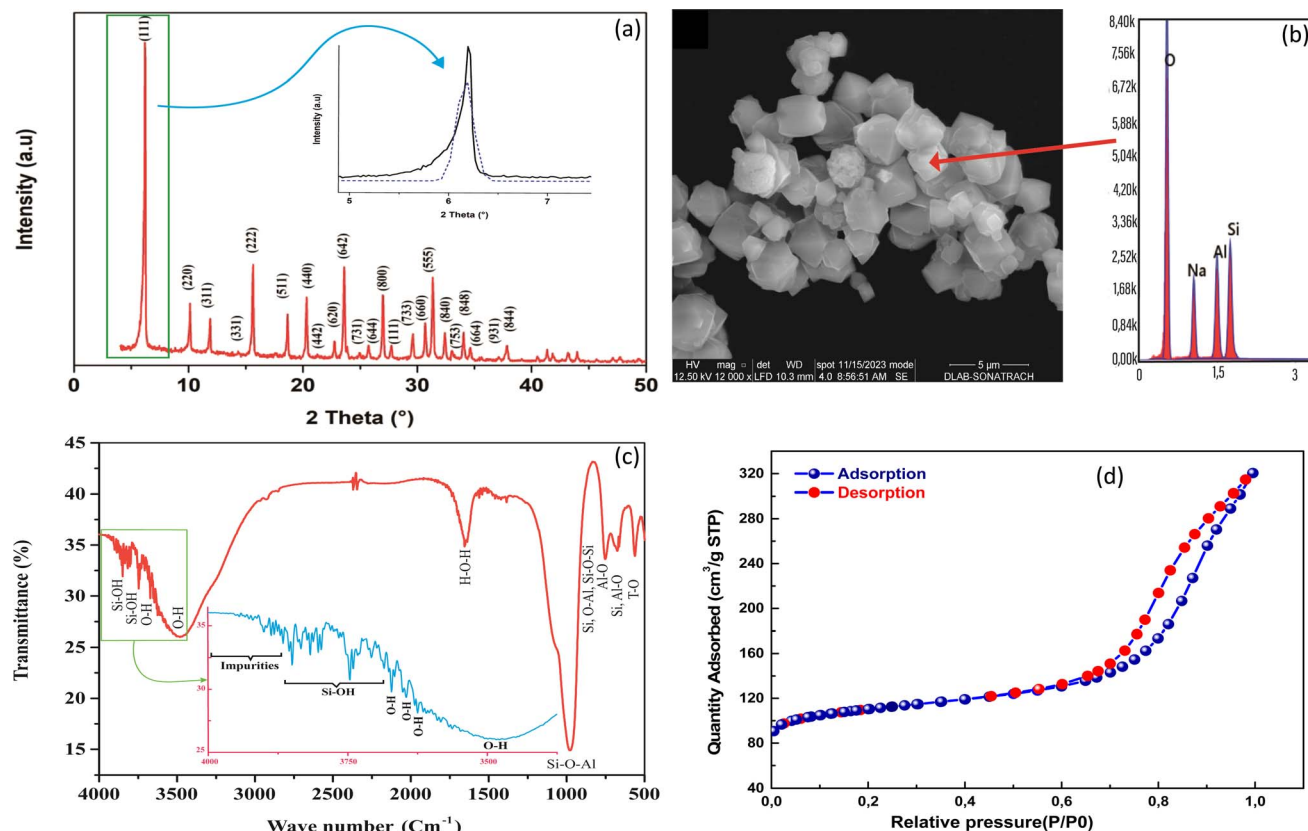 (a)
Intensity (a.u)
(111)
(220)
(311)
(331)
(222)
(511)
(440)
(442)
(620)
(642)
(731)
(644)
(800)
(111)
(733)
(660)
(555)
(840)
(753)
(848)
(664)
(931)
(844)
0 10 20 30 40 50
2 Theta (°)
Intensity (a.u)
5 6 7
2 Theta (°)
HV mag □ det WD spot 11/15/2023 mode 5 µm
12.50 kV 12 000 x LFD 10.3 mm 4.0 8:56:51 AM SE DLAB-SONATRACH
(b)
8,40k
6,72k
5,88k
5,04k
4,20k
3,36k
2,52k
1,68k
0,84k
0,00k
O
Na
Al
Si
0 1,5 3
(c)
Transmittance (%)
45
40
35
30
25
20
15
Si-OH
Si-OH
O-H
O-H
H-O-H
Si, O-Al, Si-O-Si
Al-O
Si, Al-O
T-O
Si-O-Al
35
30
25
Impurities
Si-OH
O-H
O-H
O-H
O-H
4000 3750 3500
4000 3500 3000 2500 2000 1500 1000 500
Wave number (Cm⁻¹)
(d)
Adsorption
Desorption
Quantity Adsorbed (cm³/g STP)
320
280
240
200
160
120
80
40
0,0 0,2 0,4 0,6 0,8 1,0
Relative pressure(P/P0)